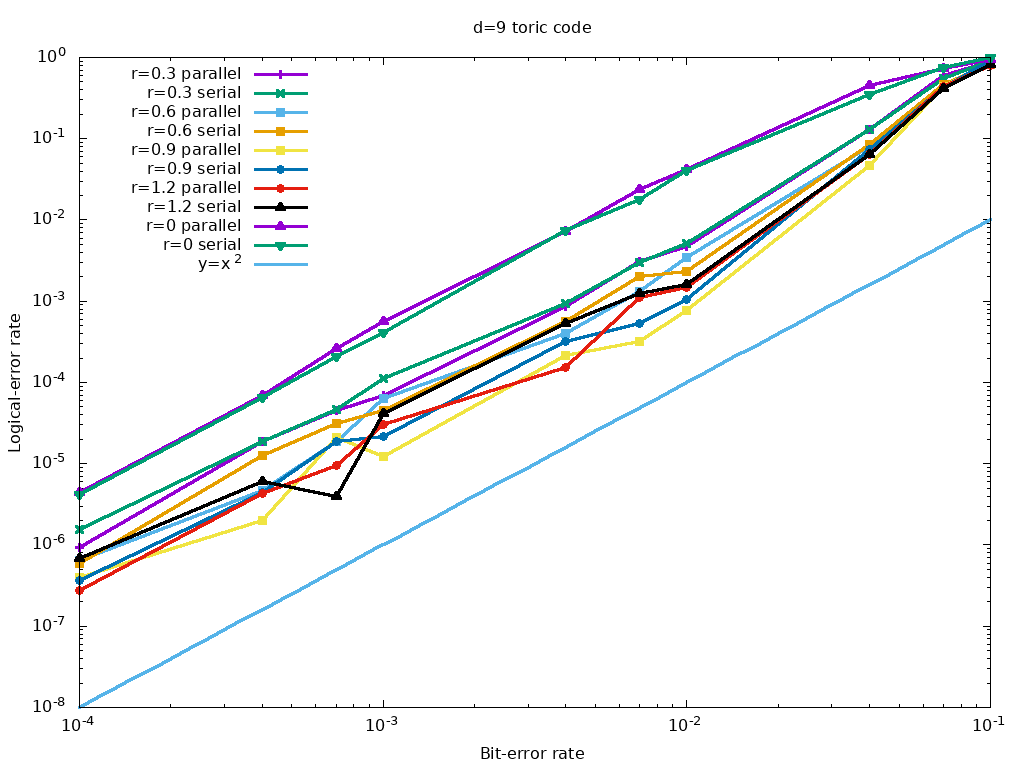 d=9 toric code
10^0
10^-1
10^-2
10^-3
10^-4
10^-5
10^-6
10^-7
10^-8
Logical-error rate
r=0.3 parallel
r=0.3 serial
r=0.6 parallel
r=0.6 serial
r=0.9 parallel
r=0.9 serial
r=1.2 parallel
r=1.2 serial
r=0 parallel
r=0 serial
y=x^2
10^-4 10^-3 10^-2 10^-1
Bit-error rate